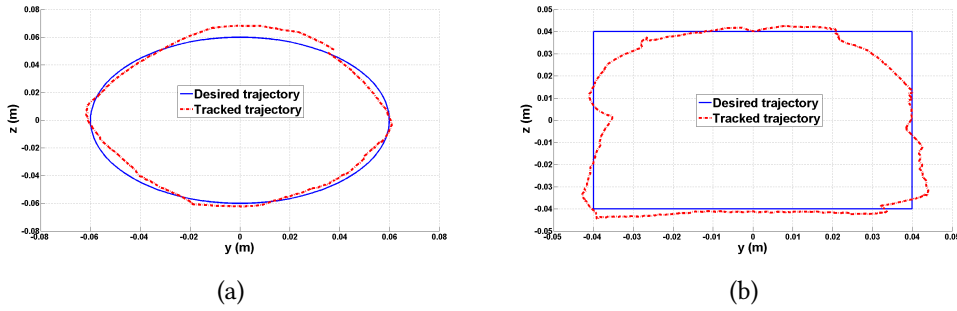 0.08
0.06
0.04
0.02
0
-0.02
-0.04
-0.06
-0.08
z (m)
-0.08 -0.06 -0.04 -0.02 0 0.02 0.04 0.06 0.08
y (m)
Desired trajectory
Tracked trajectory
(a)
0.05
0.04
0.03
0.02
0.01
0
-0.01
-0.02
-0.03
-0.04
-0.05
z (m)
-0.05 -0.04 -0.03 -0.02 -0.01 0 0.01 0.02 0.03 0.04 0.05
y (m)
Desired trajectory
Tracked trajectory
(b)